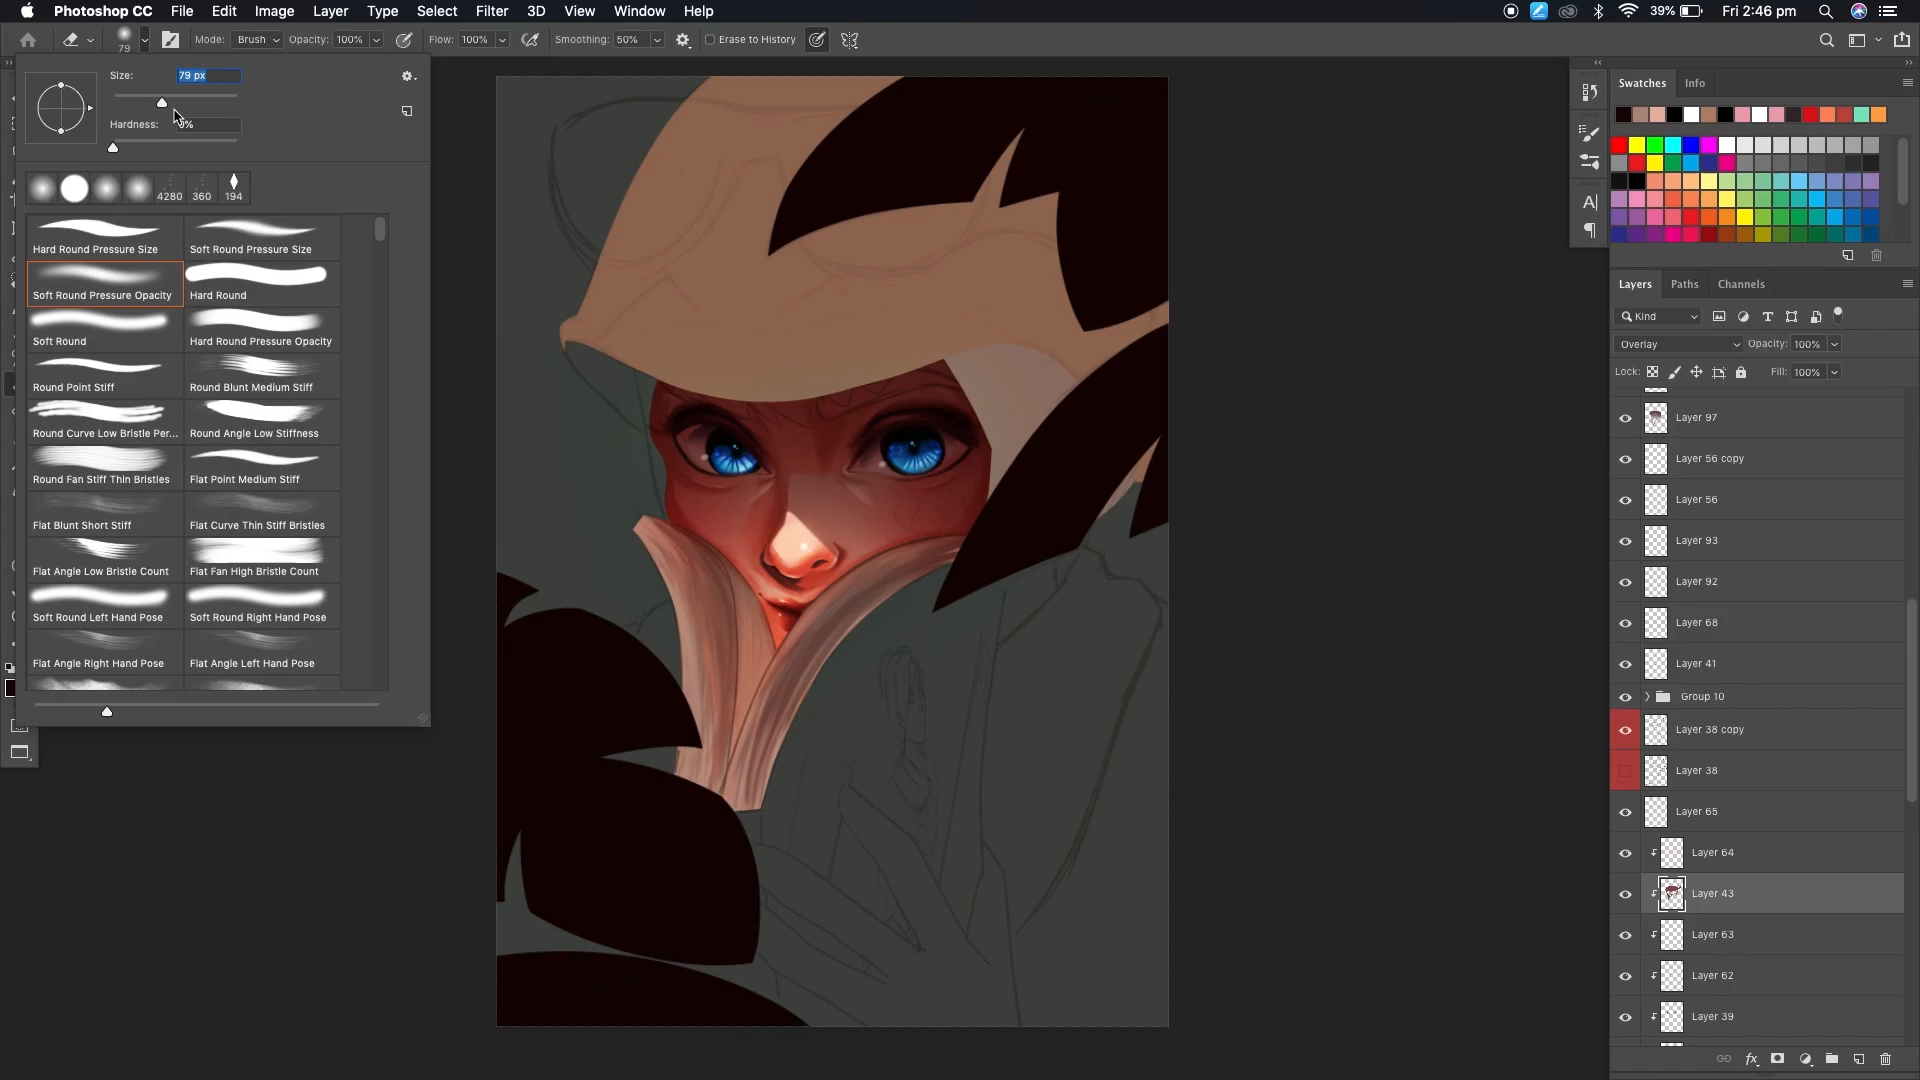 Photoshop CC File Edit Image Layer Type Select Filter 3D View Window Help 39% Fri 2:46 pm
79 Mode: Brush Opacity: 100% Flow: 100% Smoothing: 50% Erase to History
Size: 79 px
Hardness: 0%
4280 360 194
Hard Round Pressure Size Soft Round Pressure Size
Soft Round Pressure Opacity Hard Round
Soft Round Hard Round Pressure Opacity
Round Point Stiff Round Blunt Medium Stiff
Round Curve Low Bristle Per... Round Angle Low Stiffness
Round Fan Stiff Thin Bristles Flat Point Medium Stiff
Flat Blunt Short Stiff Flat Curve Thin Stiff Bristles
Flat Angle Low Bristle Count Flat Fan High Bristle Count
Soft Round Left Hand Pose Soft Round Right Hand Pose
Flat Angle Right Hand Pose Flat Angle Left Hand Pose
Swatches Info
Layers Paths Channels
Kind
Overlay Opacity: 100%
Lock: Fill: 100%
Layer 97
Layer 56 copy
Layer 56
Layer 93
Layer 92
Layer 68
Layer 41
Group 10
Layer 38 copy
Layer 38
Layer 65
Layer 64
Layer 43
Layer 63
Layer 62
Layer 39
fx